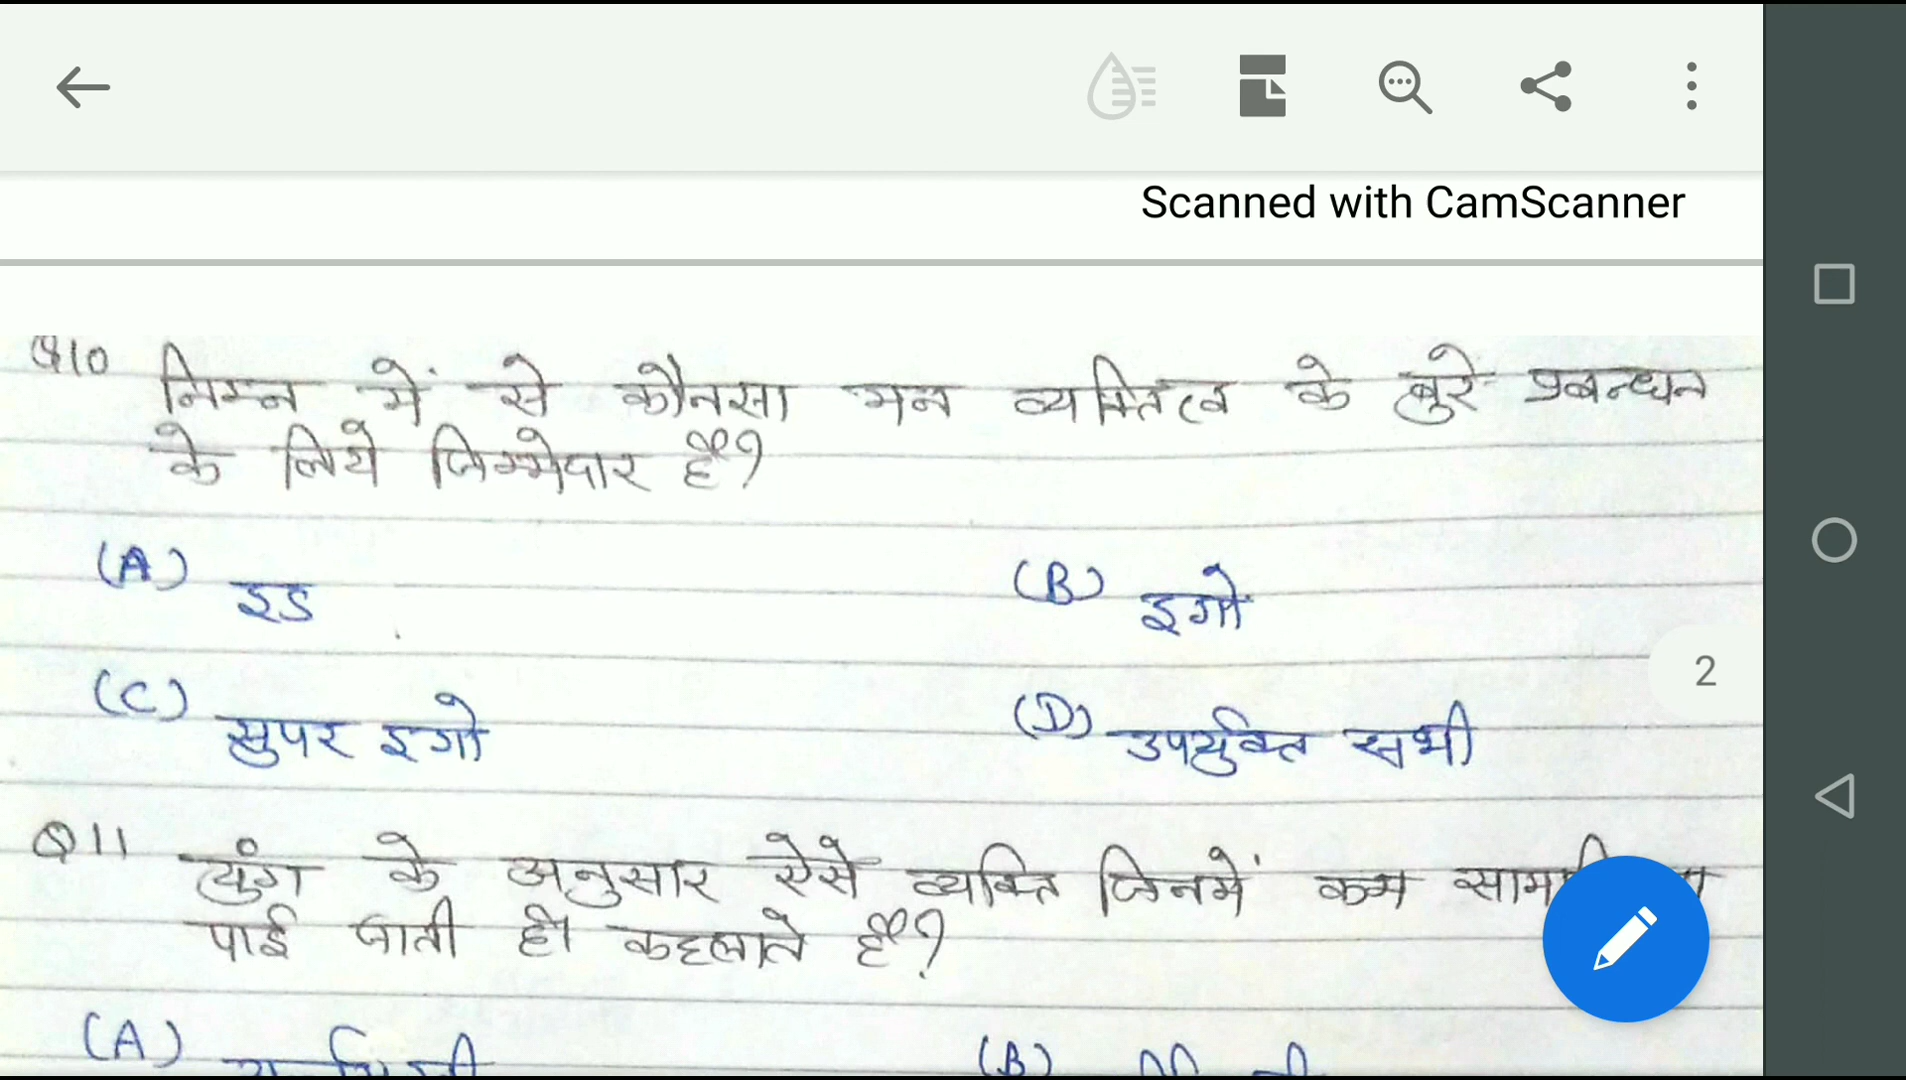 Scanned with CamScanner
Q10 निम्न में से कौनसा मन व्यक्तित्व के बुरे प्रबन्धन
के लिये जिम्मेदार है?
(A) इड (B) इगो
2
(C) सुपर इगो (D) उपर्युक्त सभी
Q11 युंग के अनुसार ऐसे व्यक्ति जिनमें कम
पाई जाती हो कहलाते है?
(A) (B)